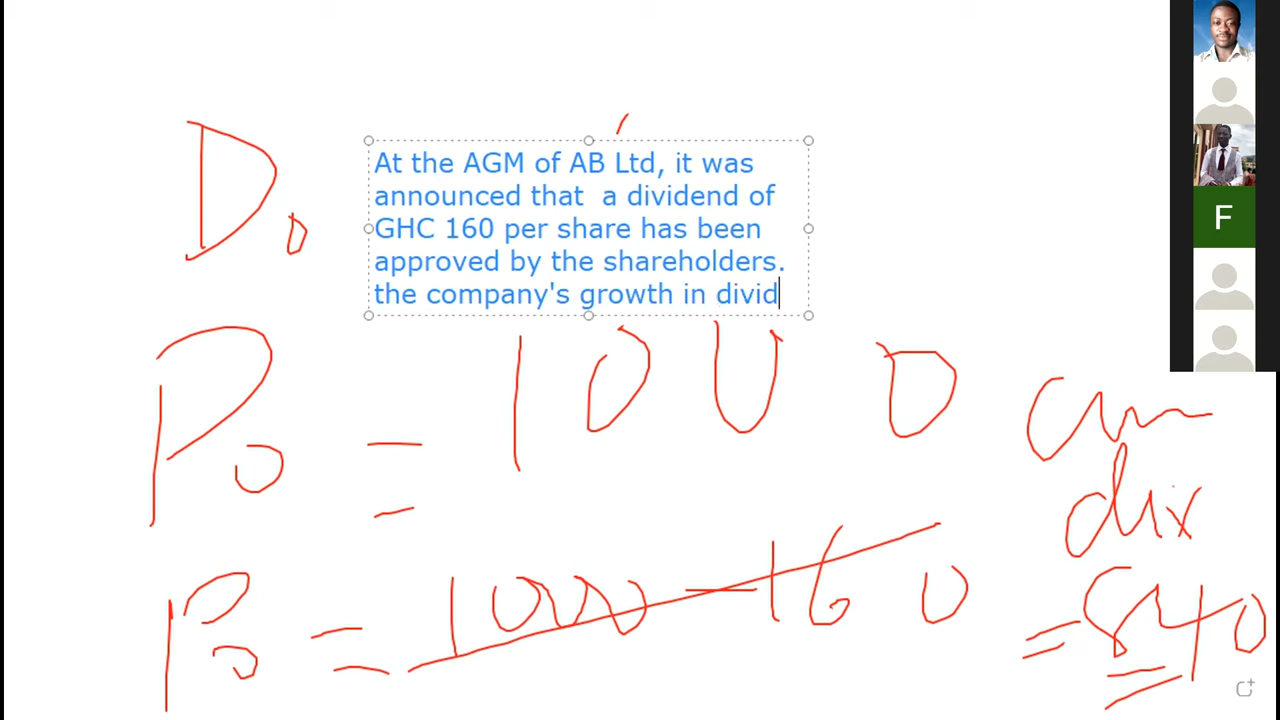 D0
At the AGM of AB Ltd, it was
announced that  a dividend of
GHC 160 per share has been
approved by the shareholders.
the company's growth in divid
P0 = 1000 cum
div
P0 = 1000 - 160 = 840
F